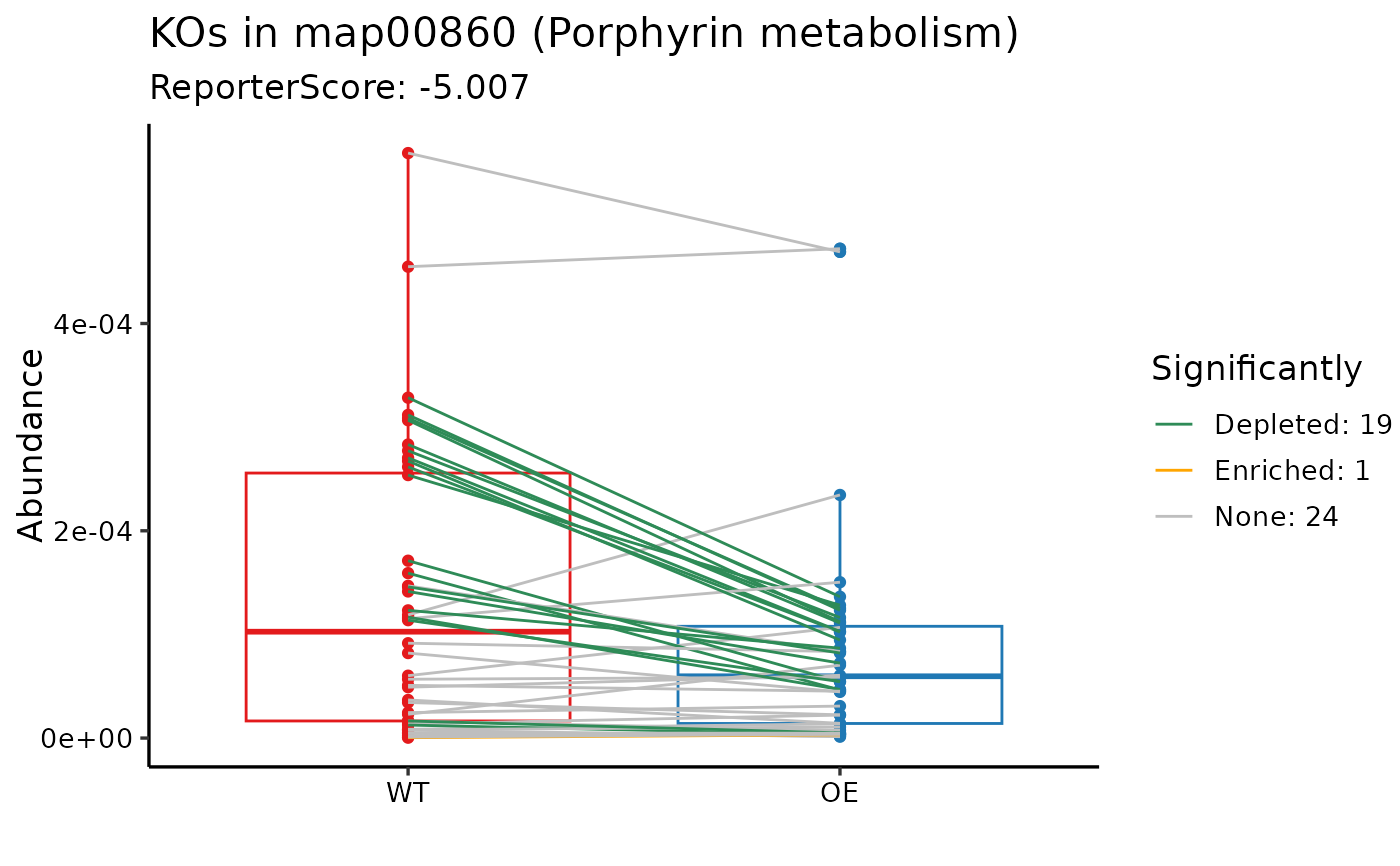 KOs in map00860 (Porphyrin metabolism)
ReporterScore: -5.007
Abundance
4e-04
2e-04
0e+00
WT
OE
Significantly
Depleted: 19
Enriched: 1
None: 24